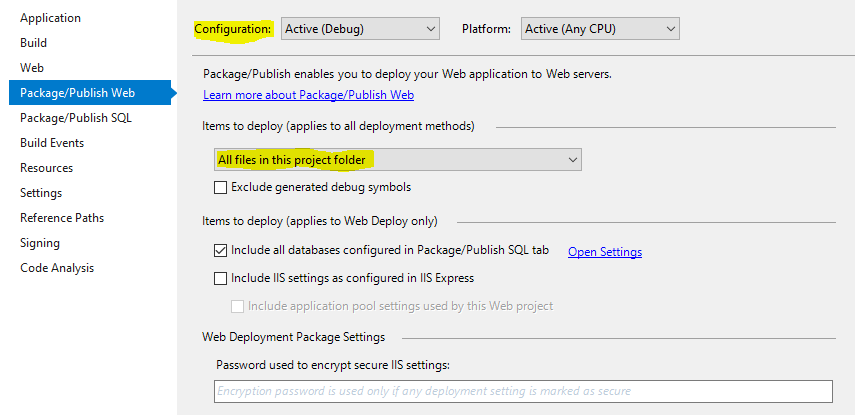 Application
Build
Web
Package/Publish Web
Package/Publish SQL
Build Events
Resources
Settings
Reference Paths
Signing
Code Analysis
Configuration: Active (Debug) Platform: Active (Any CPU)
Package/Publish enables you to deploy your Web application to Web servers.
Learn more about Package/Publish Web
Items to deploy (applies to all deployment methods)
All files in this project folder
Exclude generated debug symbols
Items to deploy (applies to Web Deploy only)
Include all databases configured in Package/Publish SQL tab Open Settings
Include IIS settings as configured in IIS Express
Include application pool settings used by this Web project
Web Deployment Package Settings
Password used to encrypt secure IIS settings:
Encryption password is used only if any deployment setting is marked as secure